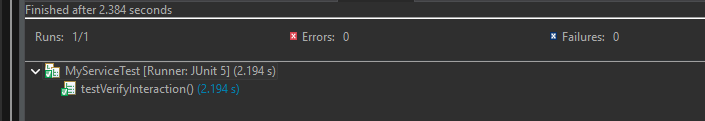 Finished after 2.384 seconds
Runs: 1/1 Errors: 0 Failures: 0
MyServiceTest [Runner: JUnit 5] (2.194 s)
testVerifyInteraction() (2.194 s)